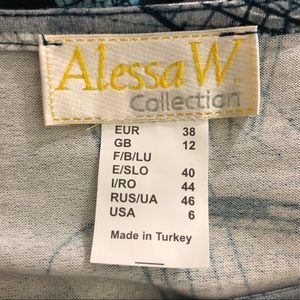 Alessa W.
Collection
EUR 38
GB 12
F/B/LU
E/SLO 40
I/RO 44
RUS/UA 46
USA 6
Made in Turkey